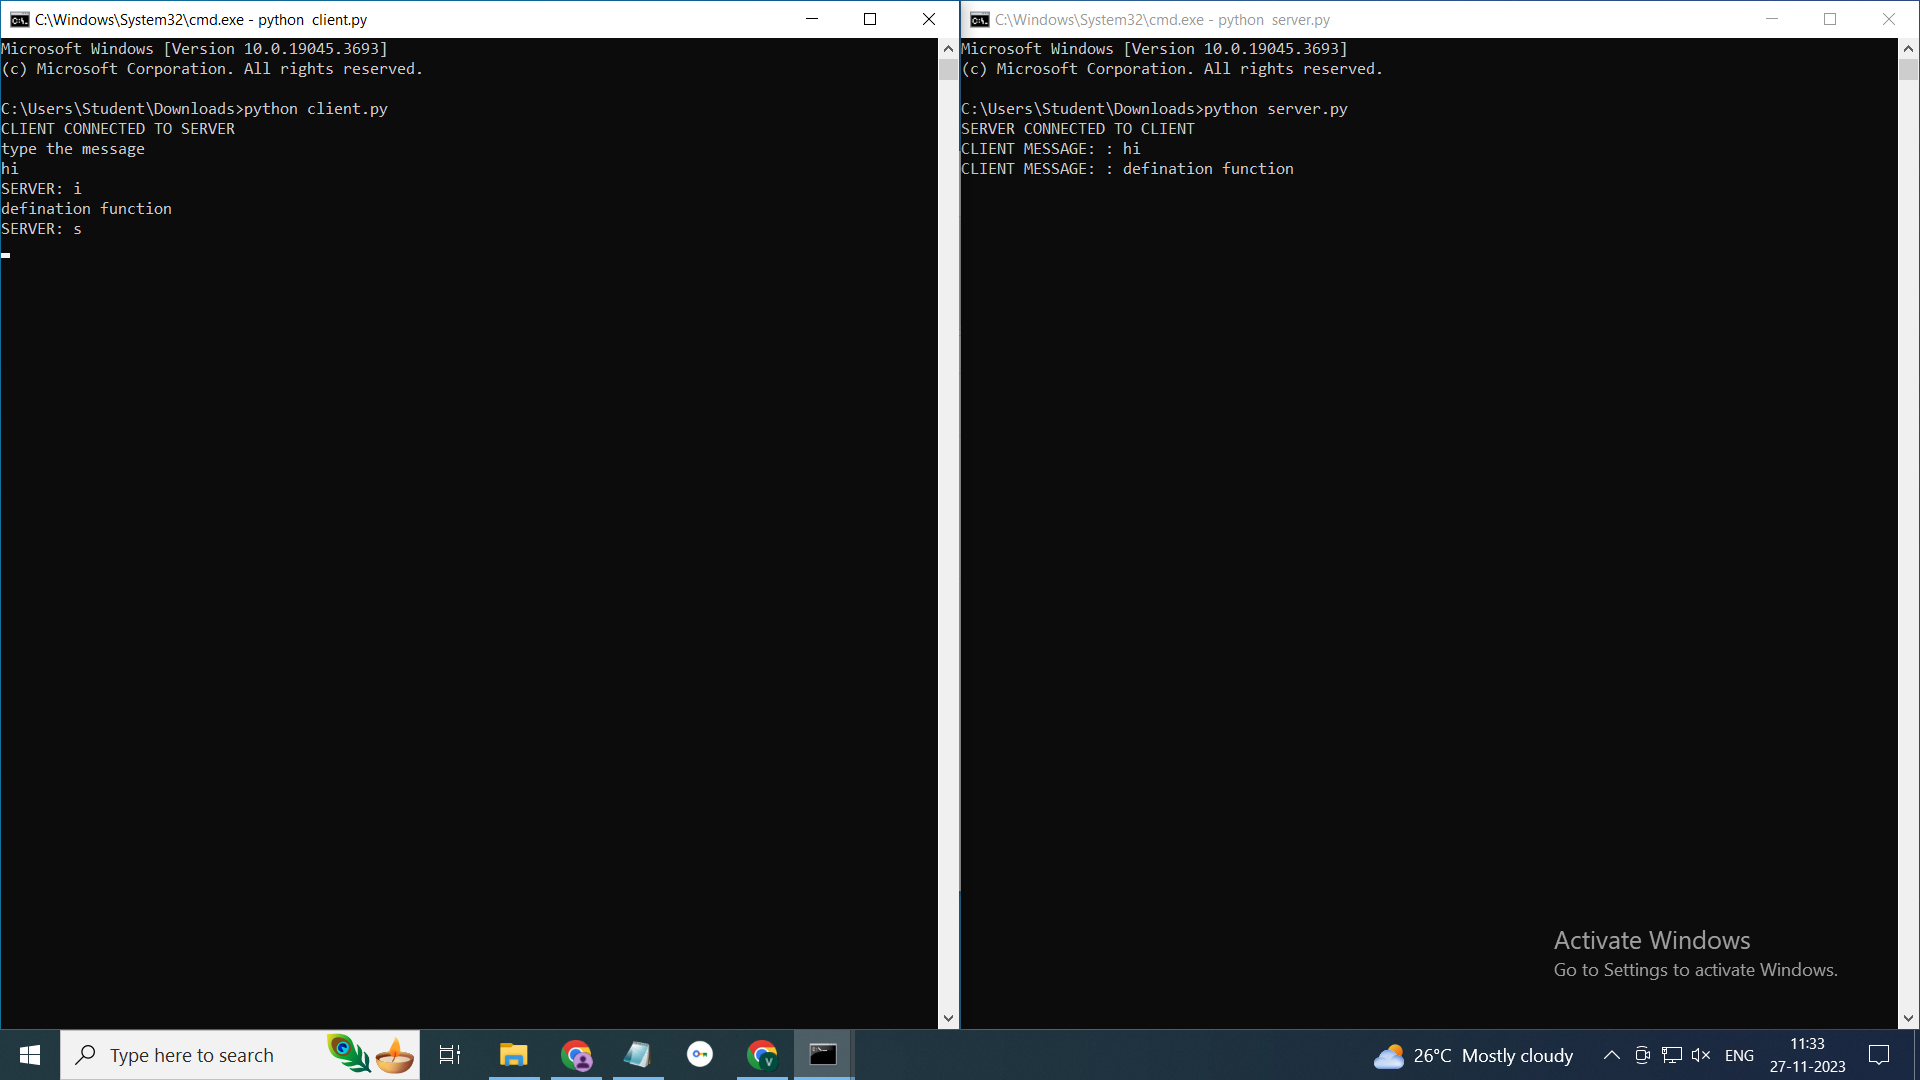 C:\Windows\System32\cmd.exe - python  client.py
Microsoft Windows [Version 10.0.19045.3693]
(c) Microsoft Corporation. All rights reserved.
C:\Users\Student\Downloads>python client.py
CLIENT CONNECTED TO SERVER
type the message
hi
SERVER: i
defination function
SERVER: s
C:\Windows\System32\cmd.exe - python  server.py
Microsoft Windows [Version 10.0.19045.3693]
(c) Microsoft Corporation. All rights reserved.
C:\Users\Student\Downloads>python server.py
SERVER CONNECTED TO CLIENT
CLIENT MESSAGE: : hi
CLIENT MESSAGE: : defination function
Activate Windows
Go to Settings to activate Windows.
Type here to search
26°C  Mostly cloudy
ENG
11:33
27-11-2023